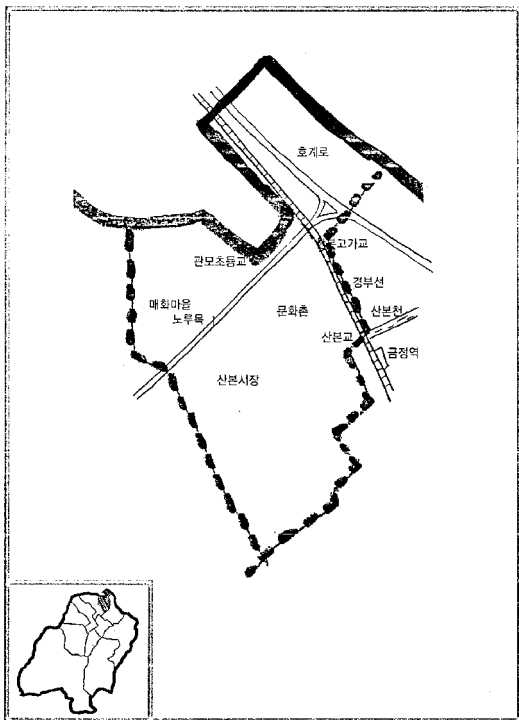 호계로
고가교
관모초등교
경부선
매화마을
노루목
문화촌
산본천
산본교
금정역
산본시장